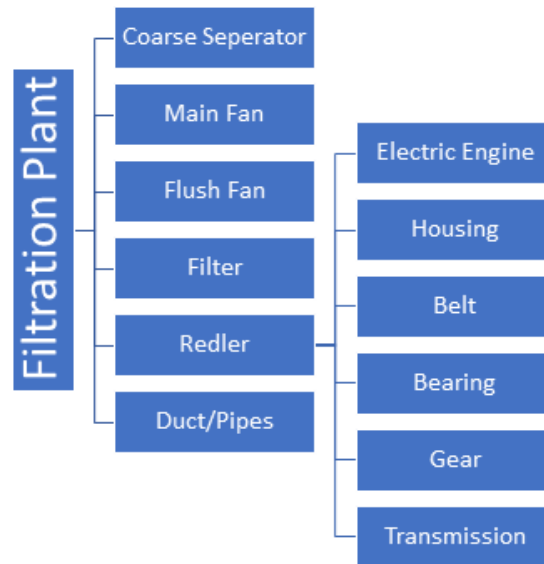 Filtration Plant
Coarse Seperator
Main Fan
Flush Fan
Filter
Redler
Duct/Pipes
Electric Engine
Housing
Belt
Bearing
Gear
Transmission